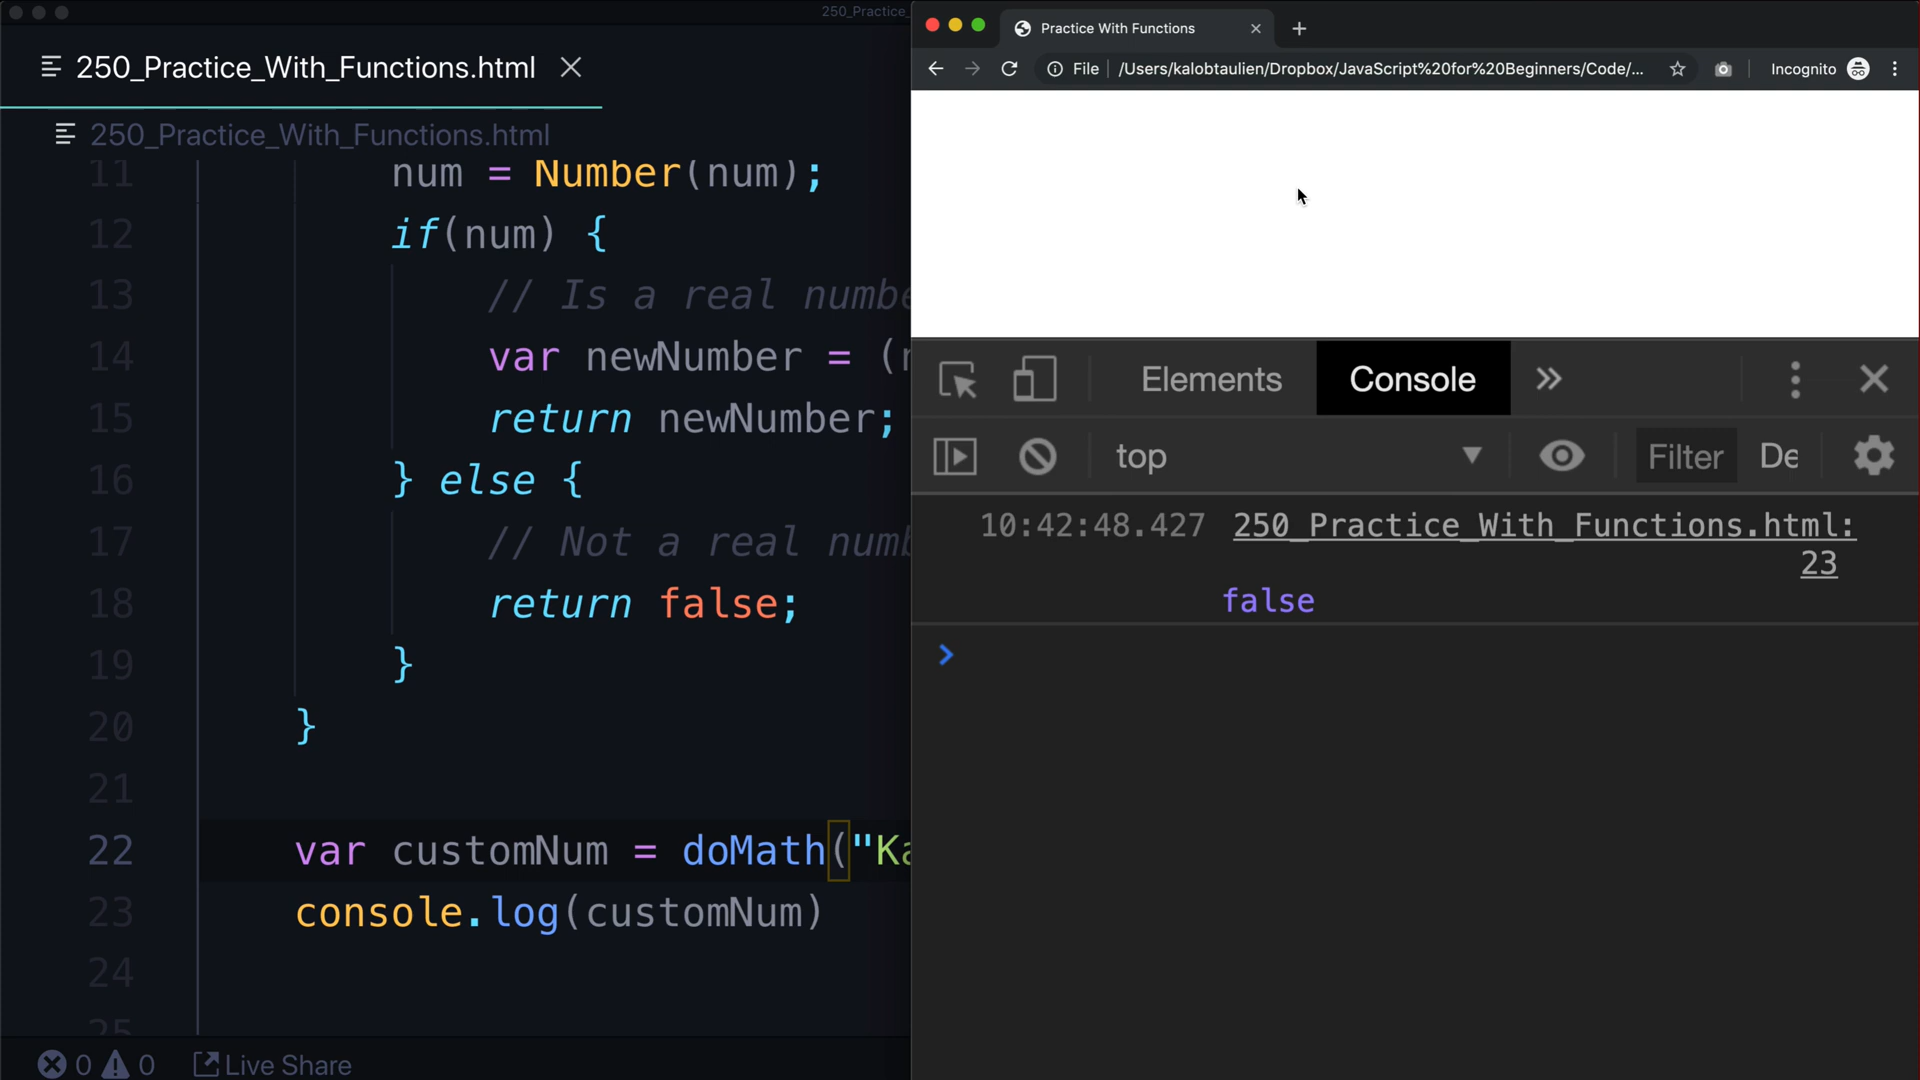 250_Practice_
250_Practice_With_Functions.html
250_Practice_With_Functions.html
11 num = Number(num);
12 if(num) {
13 // Is a real numbe
14 var newNumber = (
15 return newNumber;
16 } else {
17 // Not a real numb
18 return false;
19 }
20 }
21
22 var customNum = doMath("Ka
23 console.log(customNum)
24
25
0 0 Live Share
Practice With Functions
File /Users/kalobtaulien/Dropbox/JavaScript%20for%20Beginners/Code/... Incognito
Elements Console
top Filter De
10:42:48.427 250_Practice_With_Functions.html:
23
false